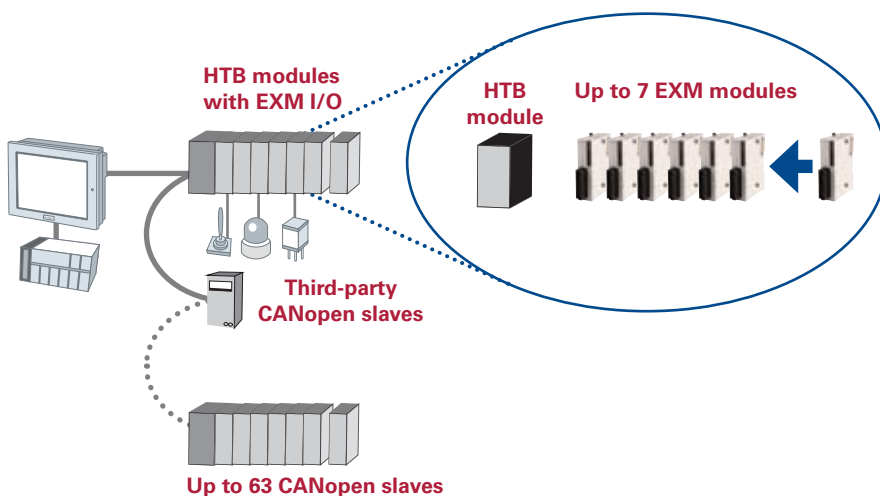 HTB modules
with EXM I/O
HTB
module
Up to 7 EXM modules
Third-party
CANopen slaves
Up to 63 CANopen slaves